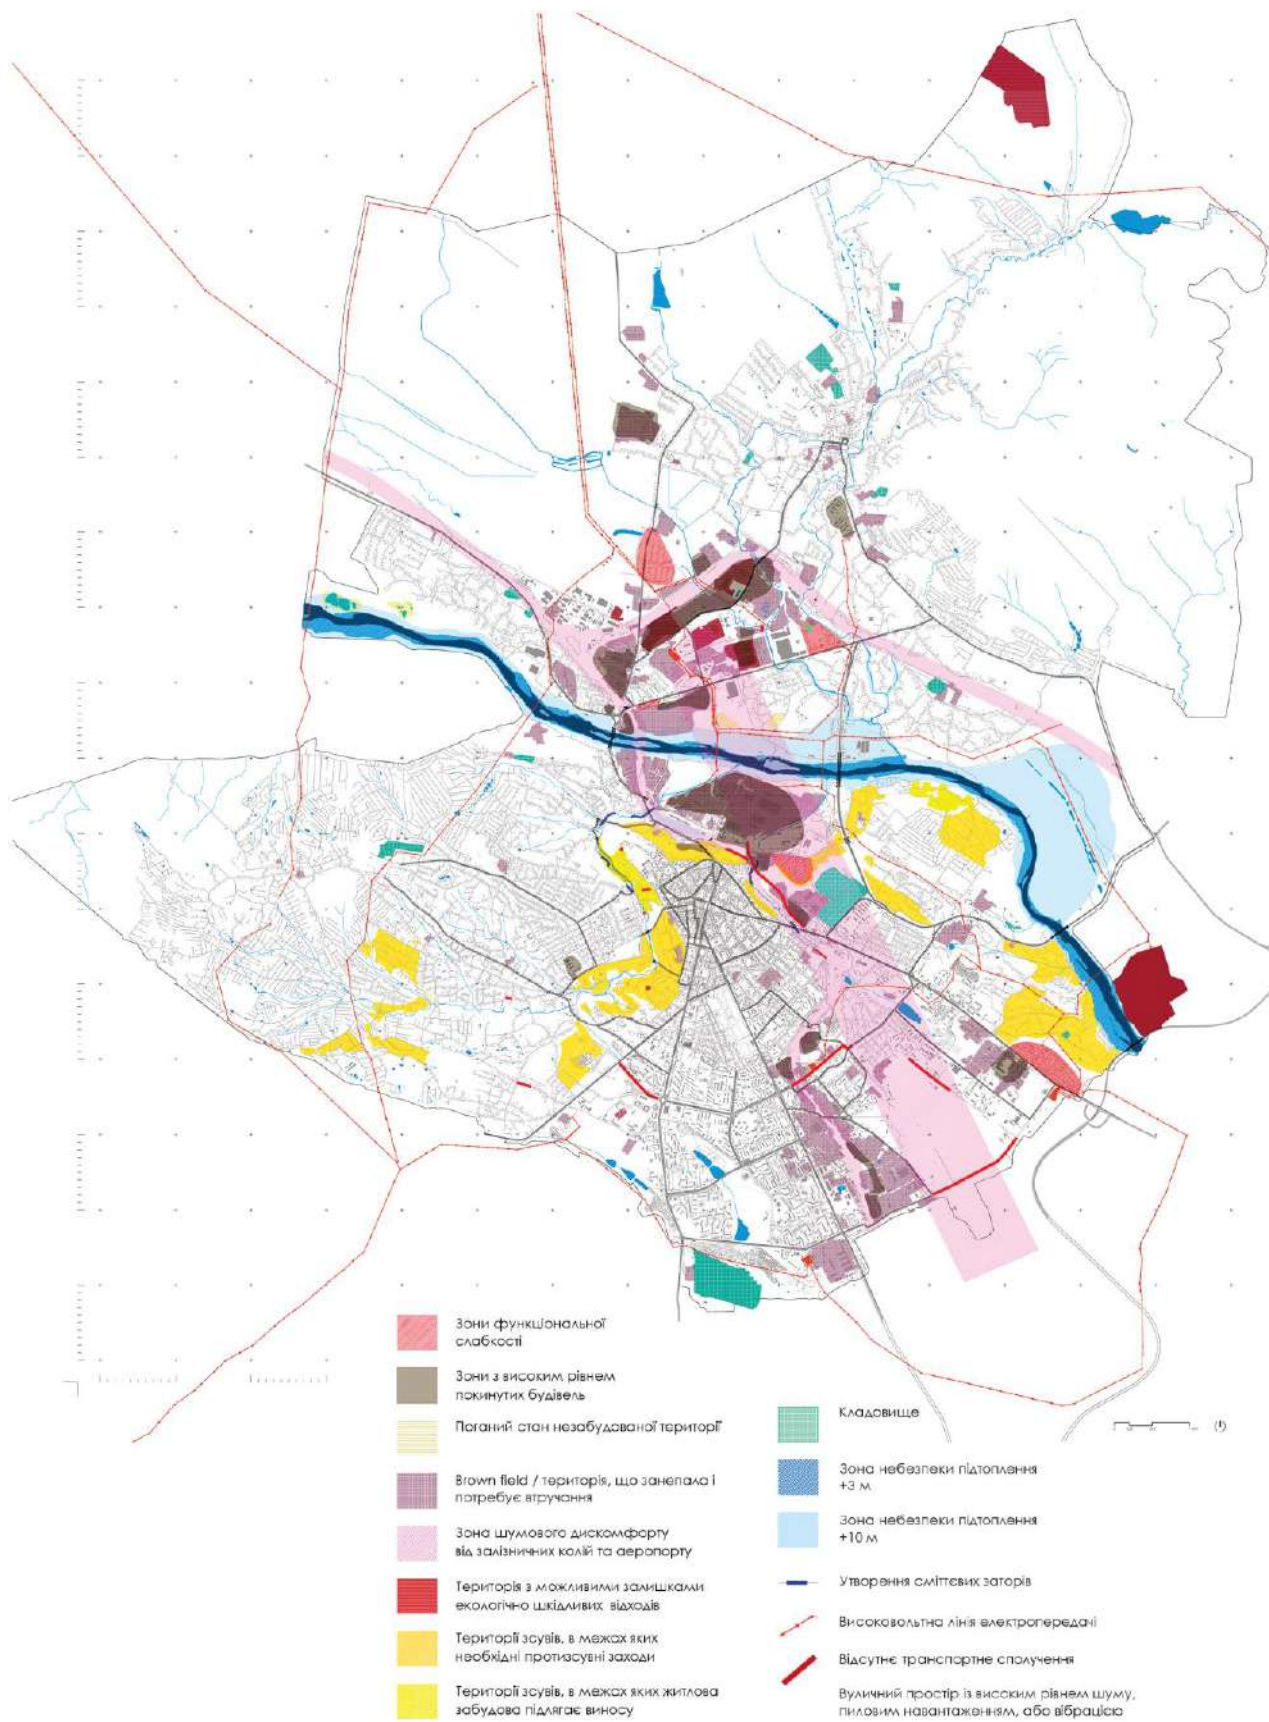 Зони функціональної
слабкості
Зони з високим рівнем
покинутих будівель
Поганий стан незабудованої території
Brown field / територія, що занепала і
потребує втручання
Зона шумового дискомфорту
від залізничних колій та аеропорту
Територія з можливими залишками
екологічно шкідливих відходів
Території зсувів, в межах яких
необхідні протизсувні заходи
Території зсувів, в межах яких житлова
забудова підлягає виносу
Кладовище
Зона небезпеки підтоплення
+3 м
Зона небезпеки підтоплення
+10 м
Утворення сміттєвих заторів
Високовольтна лінія електропередачі
Відсутнє транспортне сполучення
Вуличний простір із високим рівнем шуму,
пиловим навантаженням, або вібрацією